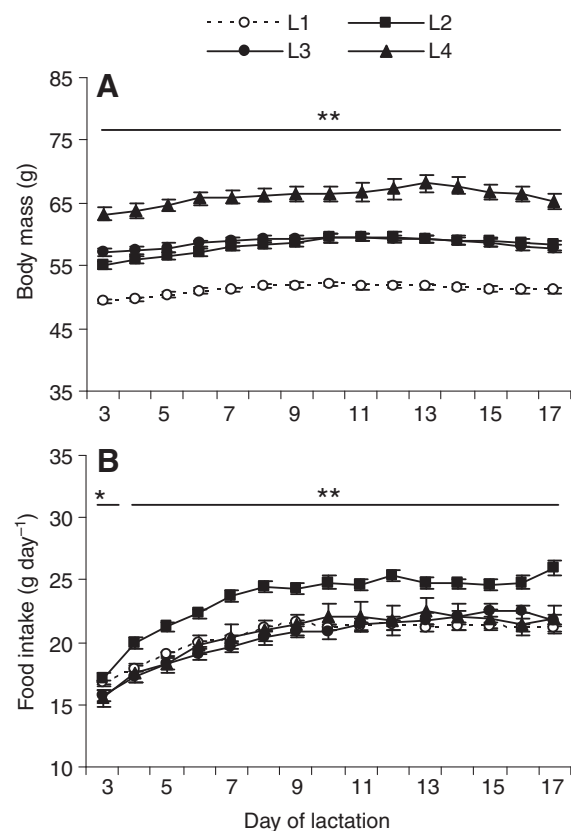 L1 L2
L3 L4
A
85
**
75
65
55
45
35
Body mass (g)
3 5 7 9 11 13 15 17
B
35
* **
30
25
20
15
10
Food intake (g day⁻¹)
3 5 7 9 11 13 15 17
Day of lactation